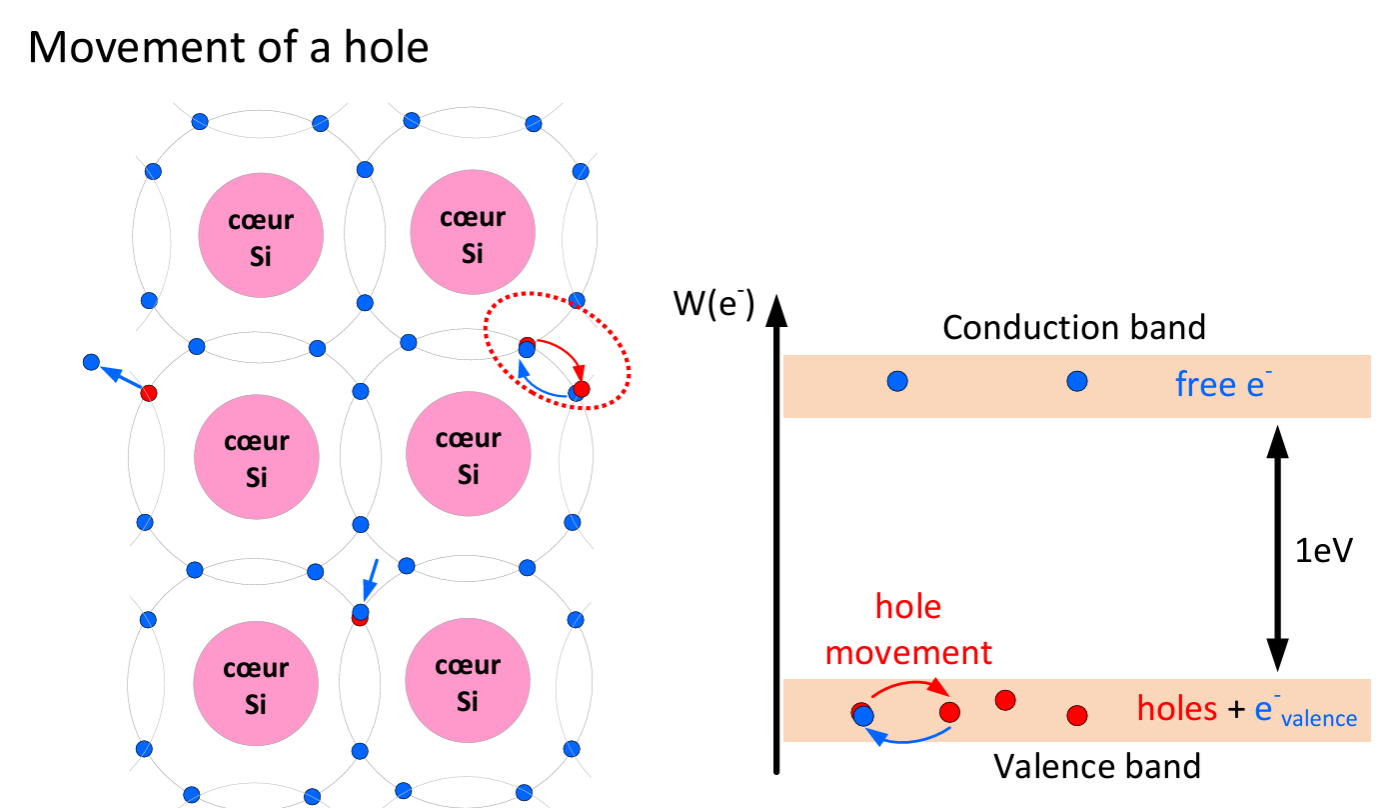 Movement of a hole
cœur
Si
cœur
Si
cœur
Si
cœur
Si
cœur
Si
cœur
Si
W(e⁻)
Conduction band
free e⁻
1eV
hole
movement
holes + e⁻valence
Valence band